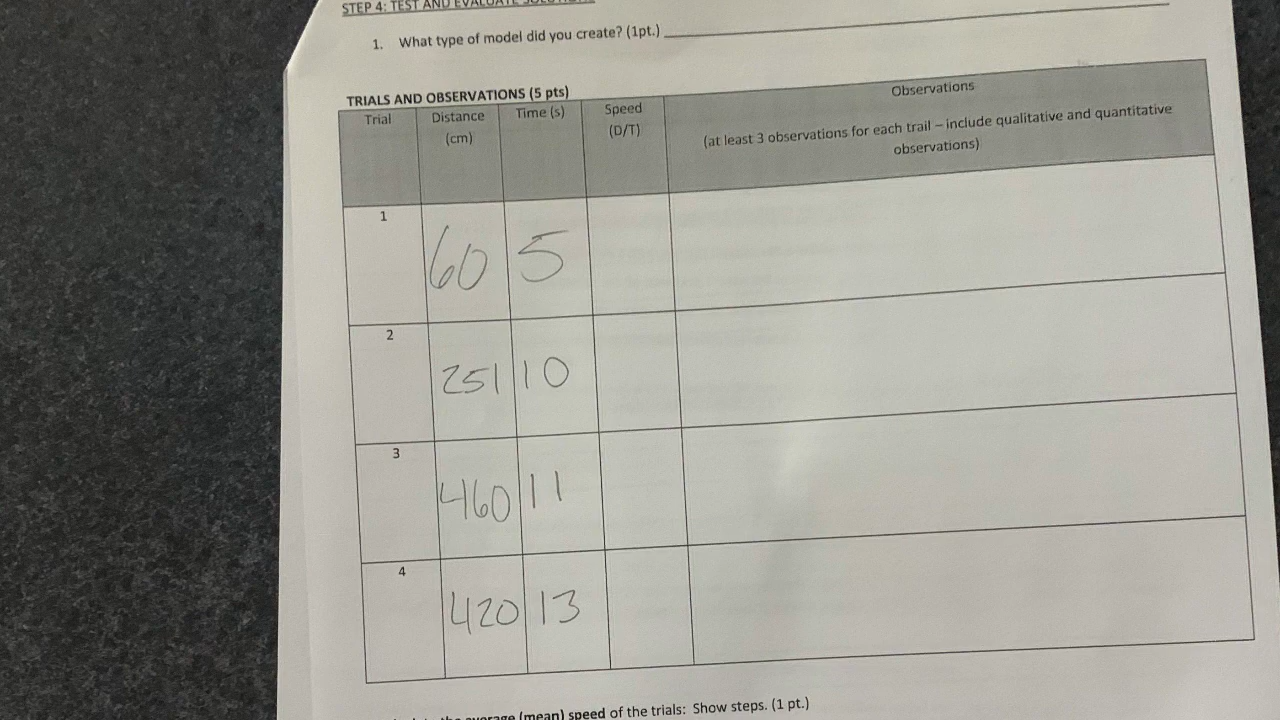 STEP 4: TEST AND EVALUATE
1. What type of model did you create? (1pt.)
TRIALS AND OBSERVATIONS (5 pts)
Trial
Distance
(cm)
Time (s)
Speed
(D/T)
Observations
(at least 3 observations for each trail – include qualitative and quantitative
observations)
1
60
5
2
251
10
3
460
11
4
420
13
average (mean) speed of the trials: Show steps. (1 pt.)